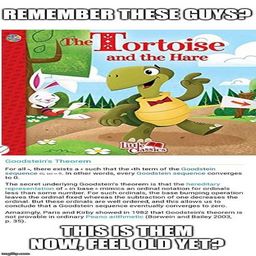 REMEMBER THESE GUYS?
The Tortoise
and the Hare
Little
Classics
Goodstein's Theorem
For all , there exists a such that the th term of the Goodstein
sequence In other words, every Goodstein sequence converges
to 0.
The secret underlying Goodstein's theorem is that the hereditary
representation of in base mimics an ordinal notation for ordinals
less than some number. For such ordinals, the base bumping operation
leaves the ordinal fixed whereas the subtraction of one decreases the
ordinal. But these ordinals are well ordered, and this allows us to
conclude that a Goodstein sequence eventually converges to zero.
Amazingly, Paris and Kirby showed in 1982 that Goodstein's theorem is
not provable in ordinary Peano arithmetic (Borwein and Bailey 2003,
p. 35).
THIS IS THEM
NOW, FEEL OLD YET?
imgflip.com